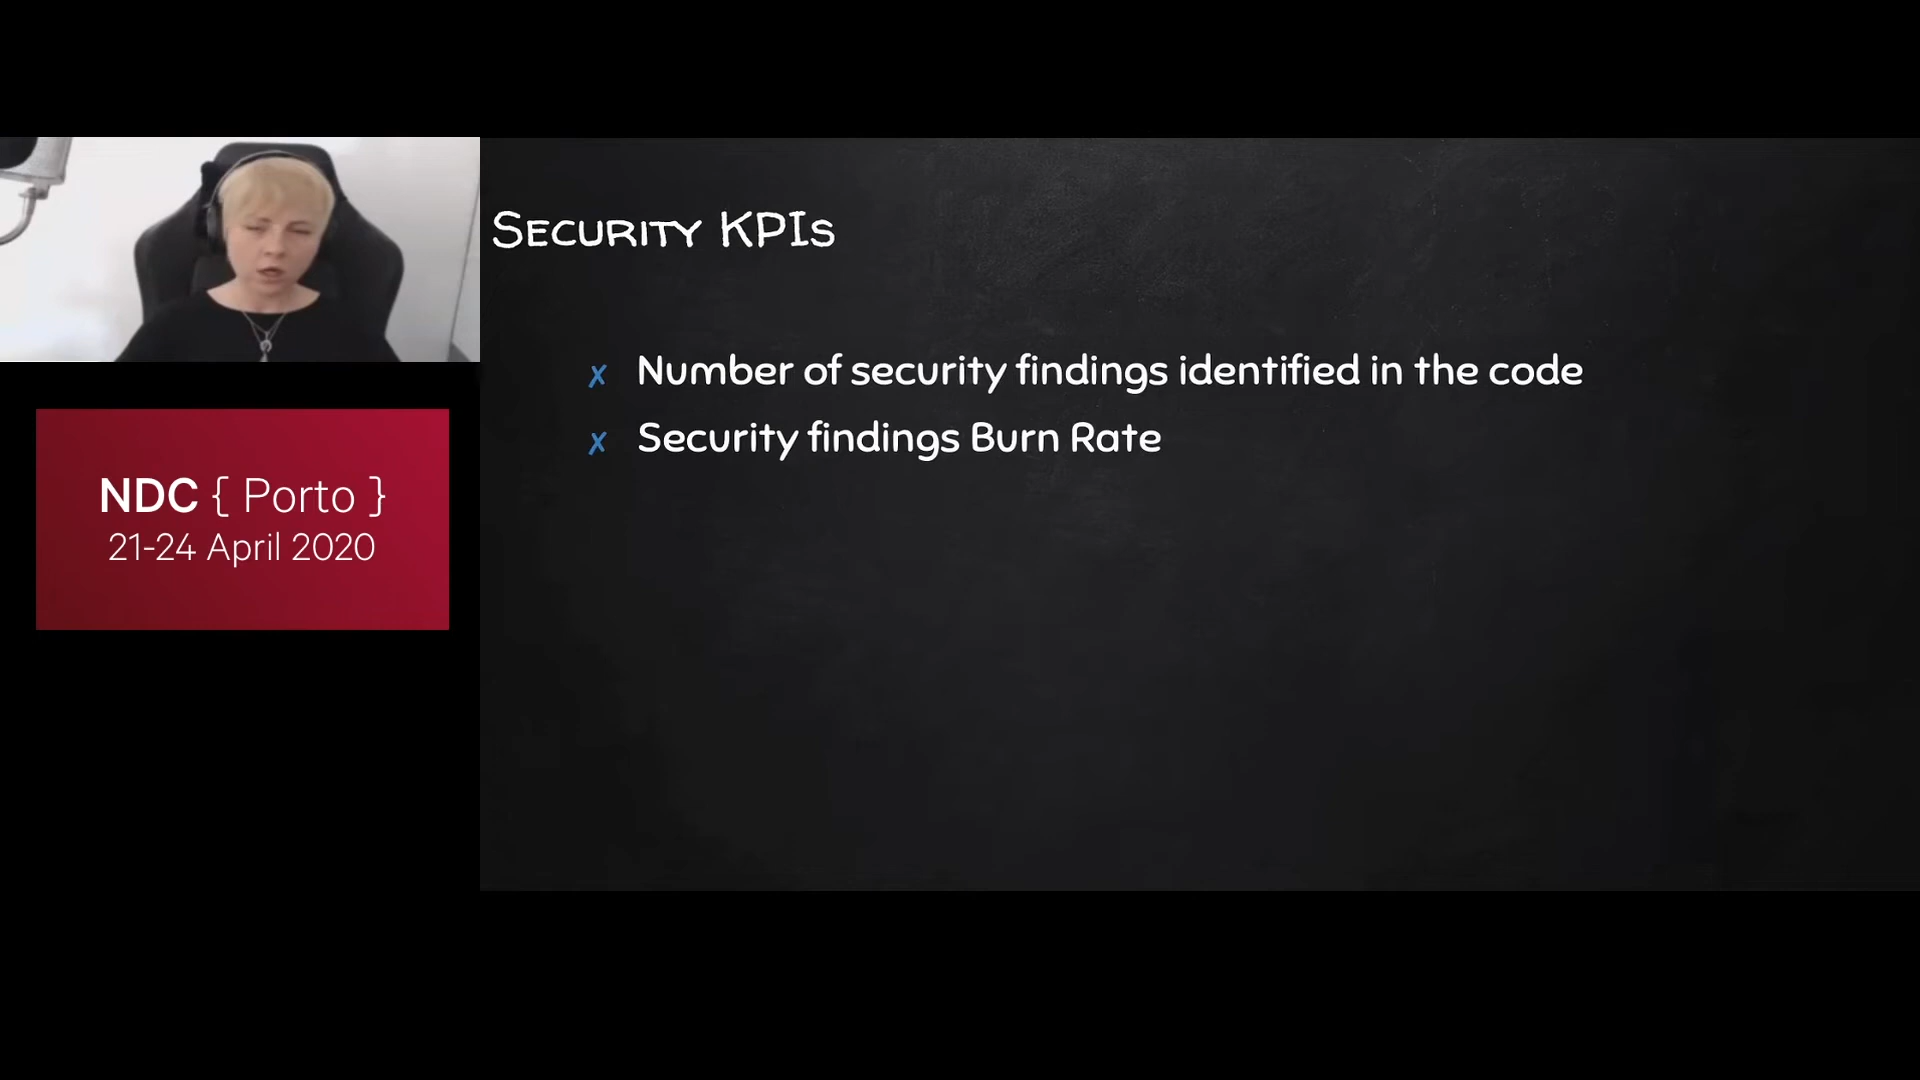 Security KPIs
x Number of security findings identified in the code
x Security findings Burn Rate
NDC { Porto }
21-24 April 2020